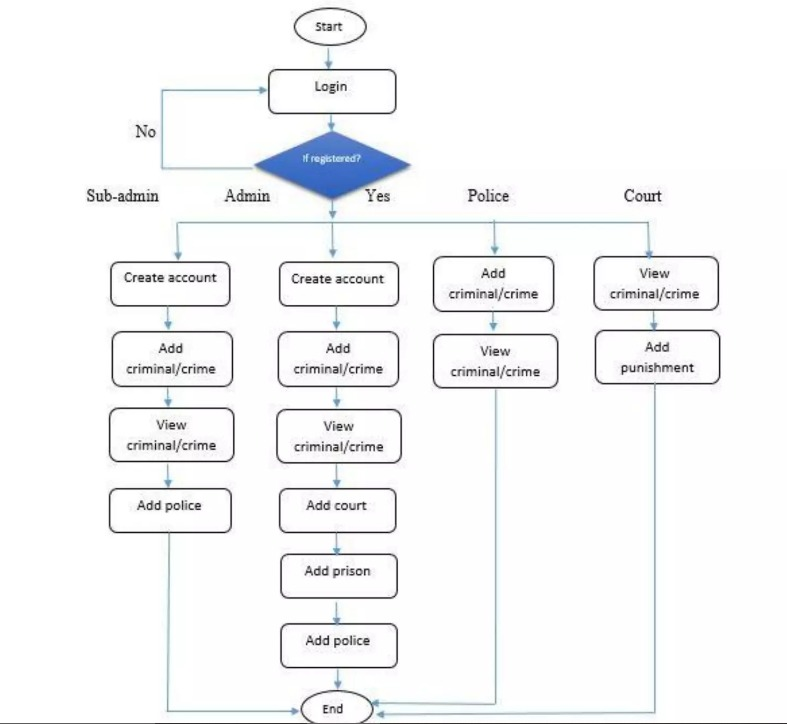 Start
Login
No
If registered?
Sub-admin
Admin
Yes
Police
Court
Create account
Create account
Add
criminal/crime
View
criminal/crime
Add
criminal/crime
Add
criminal/crime
View
criminal/crime
Add
punishment
View
criminal/crime
View
criminal/crime
Add police
Add court
Add prison
Add police
End